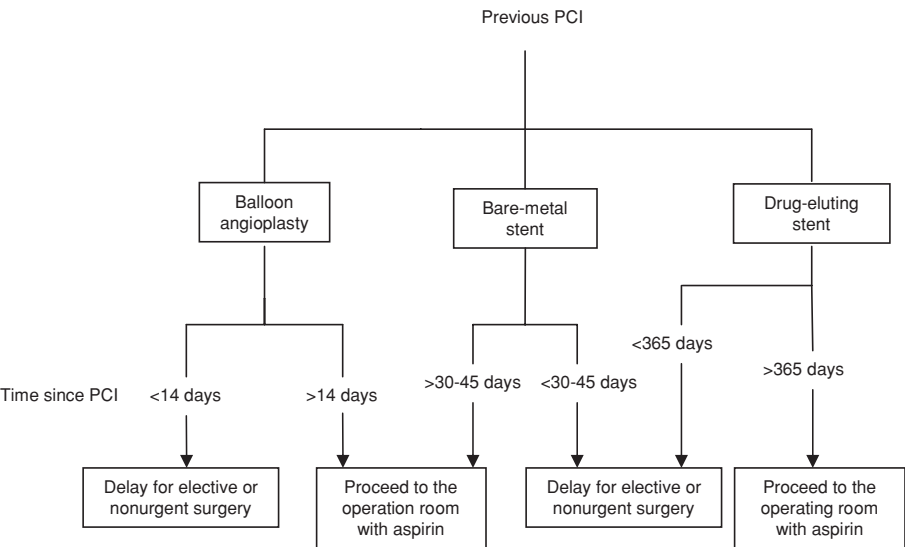 Previous PCI
Balloon
angioplasty
Bare-metal
stent
Drug-eluting
stent
<365 days
>365 days
Time since PCI
<14 days
>14 days
>30-45 days
<30-45 days
Delay for elective or
nonurgent surgery
Proceed to the
operation room
with aspirin
Delay for elective or
nonurgent surgery
Proceed to the
operating room
with aspirin